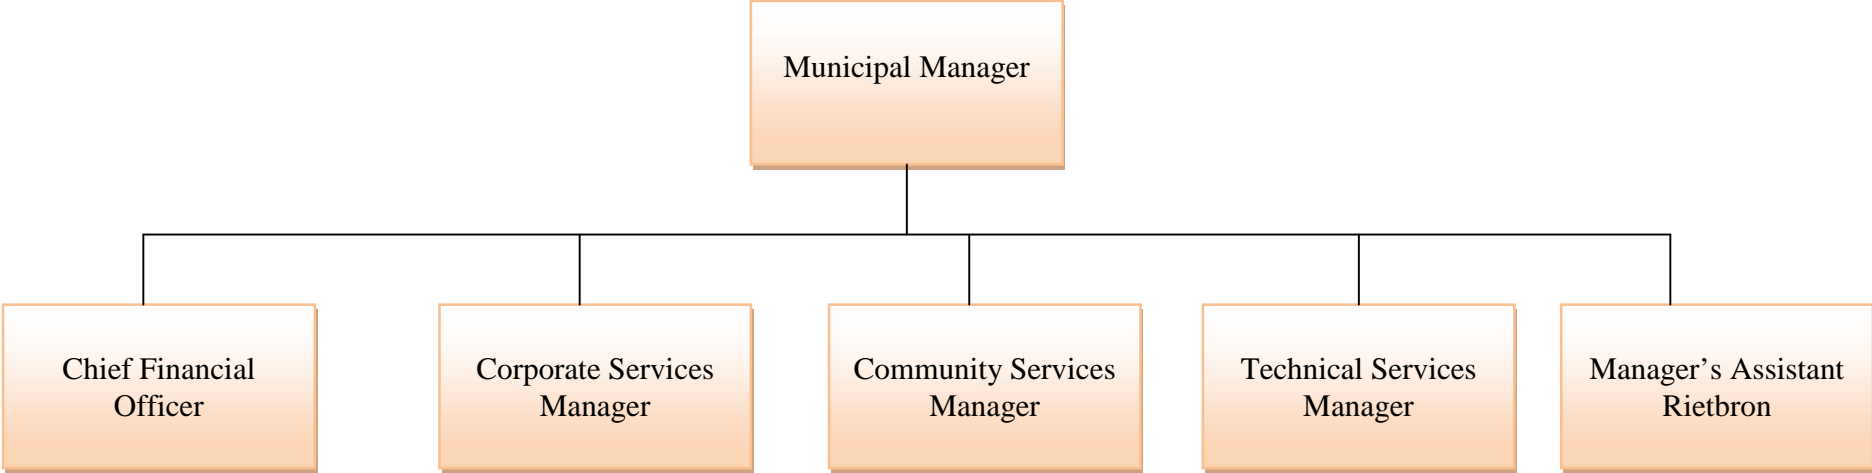 Municipal Manager
Chief Financial
Officer
Corporate Services
Manager
Community Services
Manager
Technical Services
Manager
Manager’s Assistant
Rietbron